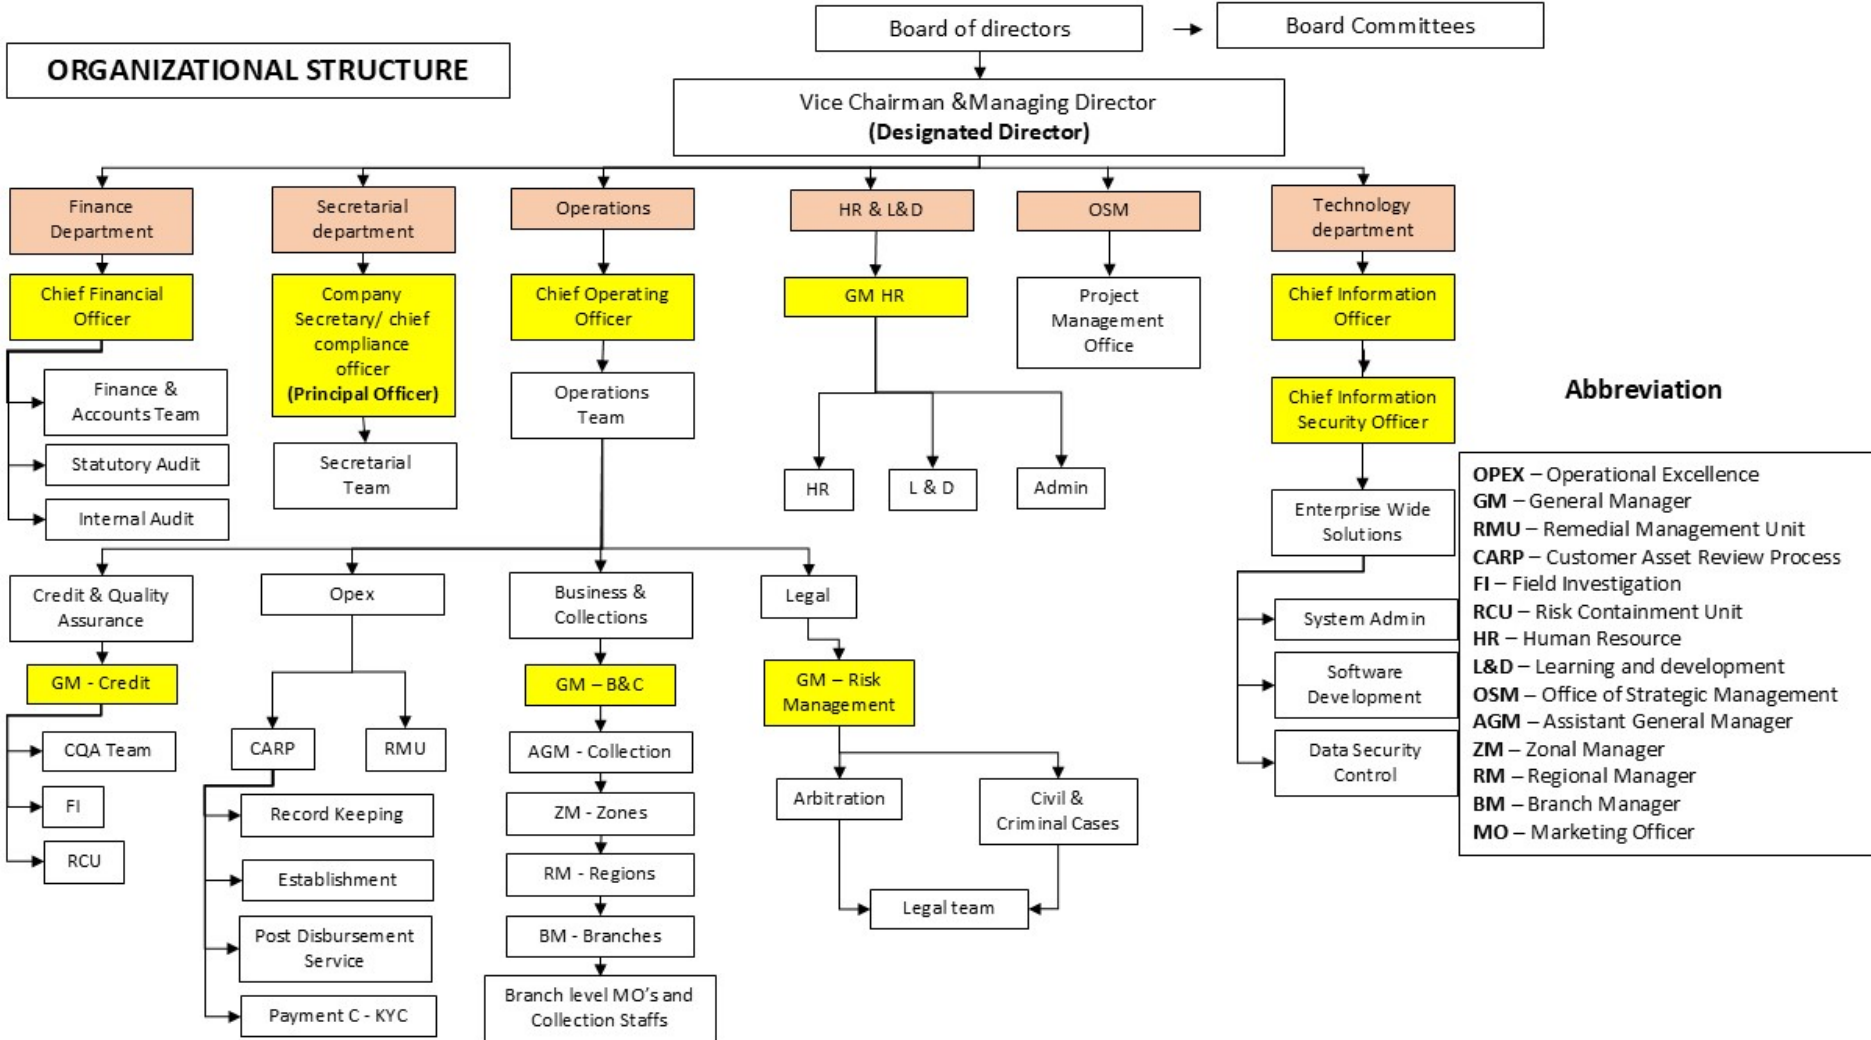 Board of directors
Board Committees
ORGANIZATIONAL STRUCTURE
Vice Chairman &Managing Director
(Designated Director)
Finance
Department
Secretarial
department
Operations
HR & L&D
OSM
Technology
department
Chief Financial
Officer
Company
Secretary/ chief
compliance
officer
(Principal Officer)
Chief Operating
Officer
GM HR
Project
Management
Office
Chief Information
Officer
Finance &
Accounts Team
Statutory Audit
Internal Audit
Secretarial
Team
Operations
Team
HR
L & D
Admin
Chief Information
Security Officer
Enterprise Wide
Solutions
System Admin
Software
Development
Data Security
Control
Credit & Quality
Assurance
GM - Credit
CQA Team
FI
RCU
Opex
CARP
RMU
Record Keeping
Establishment
Post Disbursement
Service
Payment C - KYC
Business &
Collections
GM – B&C
AGM - Collection
ZM - Zones
RM - Regions
BM - Branches
Branch level MO's and
Collection Staffs
Legal
GM – Risk
Management
Arbitration
Civil &
Criminal Cases
Legal team
Abbreviation
OPEX – Operational Excellence
GM – General Manager
RMU – Remedial Management Unit
CARP – Customer Asset Review Process
FI – Field Investigation
RCU – Risk Containment Unit
HR – Human Resource
L&D – Learning and development
OSM – Office of Strategic Management
AGM – Assistant General Manager
ZM – Zonal Manager
RM – Regional Manager
BM – Branch Manager
MO – Marketing Officer